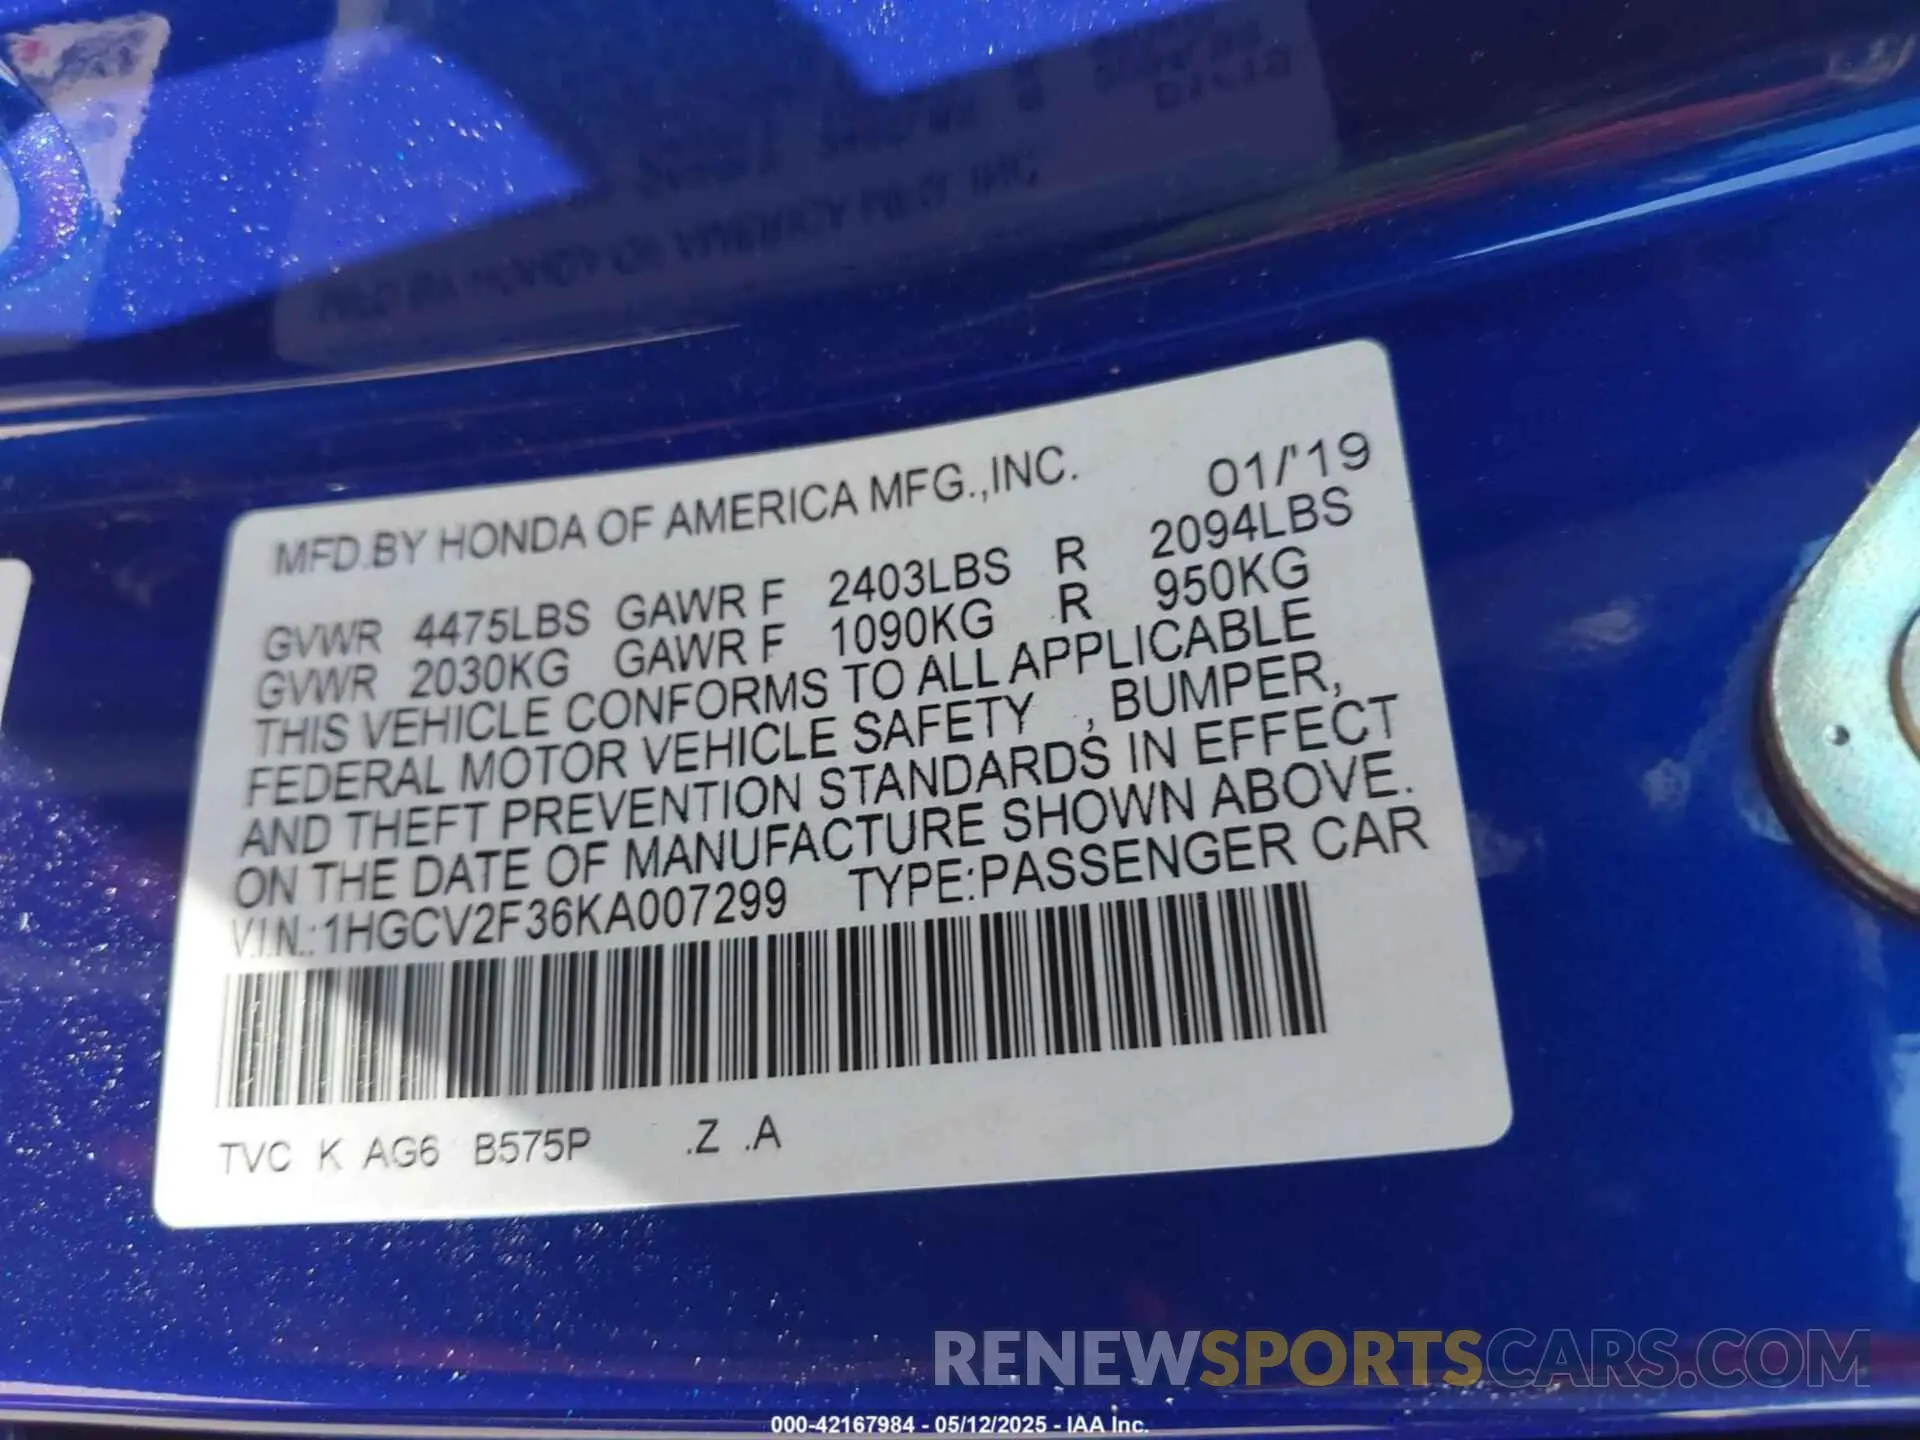 MFD.BY HONDA OF AMERICA MFG.,INC. 01/'19
GVWR 4475LBS GAWR F 2403LBS R 2094LBS
GVWR 2030KG GAWR F 1090KG R 950KG
THIS VEHICLE CONFORMS TO ALL APPLICABLE
FEDERAL MOTOR VEHICLE SAFETY , BUMPER,
AND THEFT PREVENTION STANDARDS IN EFFECT
ON THE DATE OF MANUFACTURE SHOWN ABOVE.
V.I.N.:1HGCV2F36KA007299 TYPE:PASSENGER CAR
TVC K AG6 B575P .Z .A
RENEWSPORTSCARS.COM
000-42167984 - 05/12/2025 - IAA Inc.